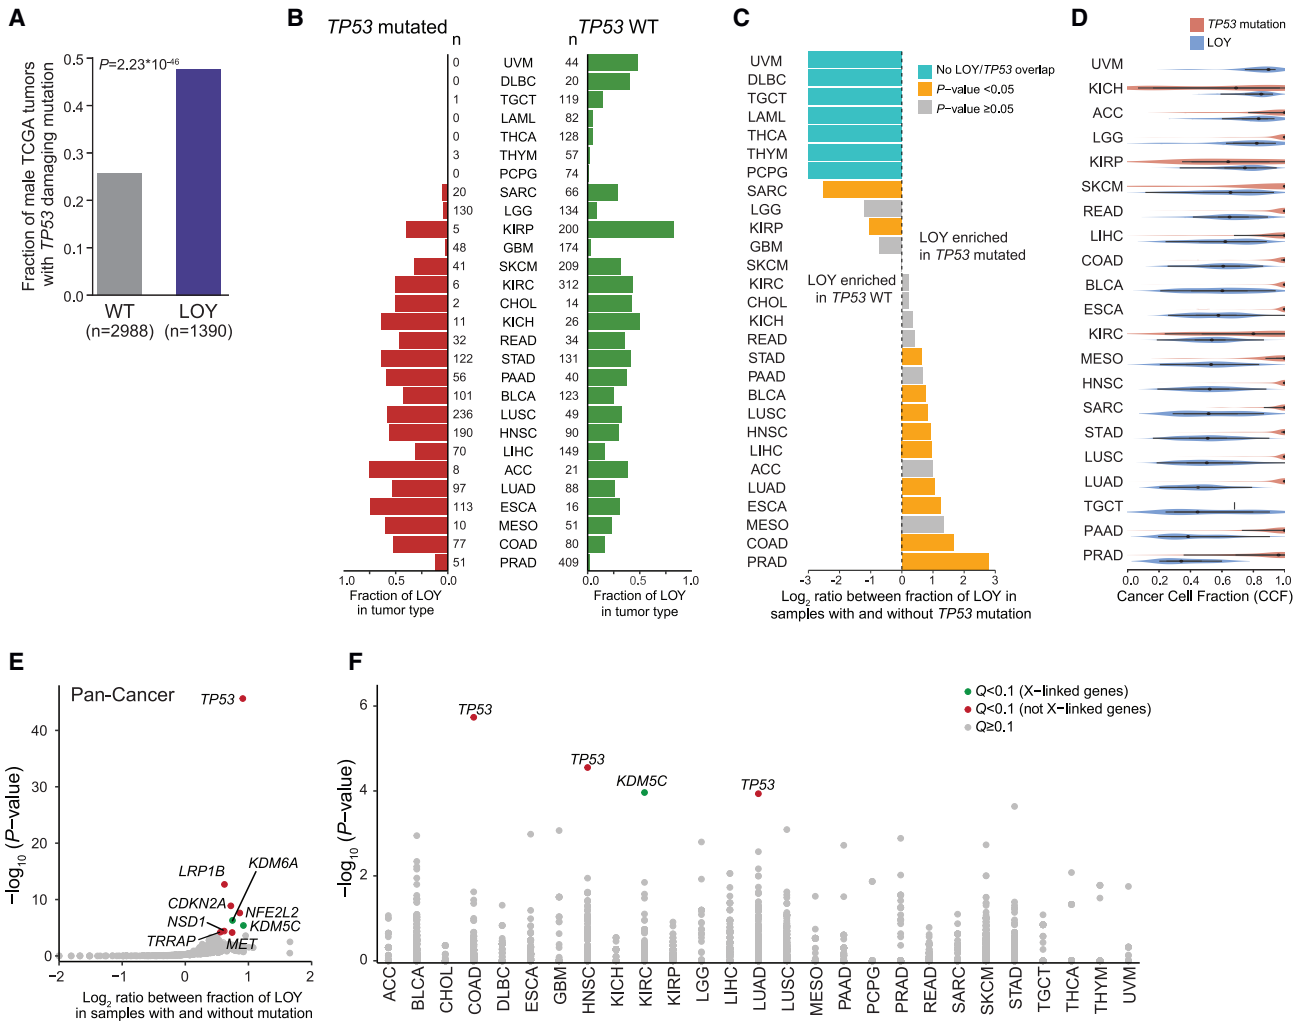 A
Fraction of male TCGA tumors
with TP53 damaging mutation
P=2.23*10-46
0.5
0.4
0.3
0.2
0.1
0.0
WT
(n=2988)
LOY
(n=1390)
B
TP53 mutated
TP53 WT
n
n
0 UVM 44
0 DLBC 20
1 TGCT 119
0 LAML 82
0 THCA 128
3 THYM 57
0 PCPG 74
20 SARC 66
130 LGG 134
5 KIRP 200
48 GBM 174
41 SKCM 209
6 KIRC 312
2 CHOL 14
11 KICH 26
32 READ 34
122 STAD 131
56 PAAD 40
101 BLCA 123
236 LUSC 49
190 HNSC 90
70 LIHC 149
8 ACC 21
97 LUAD 88
113 ESCA 16
10 MESO 51
77 COAD 80
51 PRAD 409
1.0 0.5 0.0
0.0 0.5 1.0
Fraction of LOY
in tumor type
Fraction of LOY
in tumor type
C
UVM
DLBC
TGCT
LAML
THCA
THYM
PCPG
SARC
LGG
KIRP
GBM
SKCM
KIRC
CHOL
KICH
READ
STAD
PAAD
BLCA
LUSC
HNSC
LIHC
ACC
LUAD
ESCA
MESO
COAD
PRAD
No LOY/TP53 overlap
P-value <0.05
P-value ≥0.05
LOY enriched
in TP53 mutated
LOY enriched
in TP53 WT
-3 -2 -1 0 1 2 3
Log2 ratio between fraction of LOY in
samples with and without TP53 mutation
D
TP53 mutation
LOY
UVM
KICH
ACC
LGG
KIRP
SKCM
READ
LIHC
COAD
BLCA
ESCA
KIRC
MESO
HNSC
SARC
STAD
LUSC
LUAD
TGCT
PAAD
PRAD
0.0 0.2 0.4 0.6 0.8 1.0
Cancer Cell Fraction (CCF)
E
Pan-Cancer
-log10 (P-value)
40
30
20
10
0
TP53
LRP1B
KDM6A
CDKN2A
NFE2L2
NSD1
KDM5C
TRRAP
MET
-2 -1 0 1 2
Log2 ratio between fraction of LOY
in samples with and without mutation
F
-log10 (P-value)
6
4
2
0
TP53
TP53
KDM5C
TP53
Q<0.1 (X-linked genes)
Q<0.1 (not X-linked genes)
Q≥0.1
ACC
BLCA
CHOL
COAD
DLBC
ESCA
GBM
HNSC
KICH
KIRC
KIRP
LGG
LIHC
LUAD
LUSC
MESO
PAAD
PCPG
PRAD
READ
SARC
SKCM
STAD
TGCT
THCA
THYM
UVM